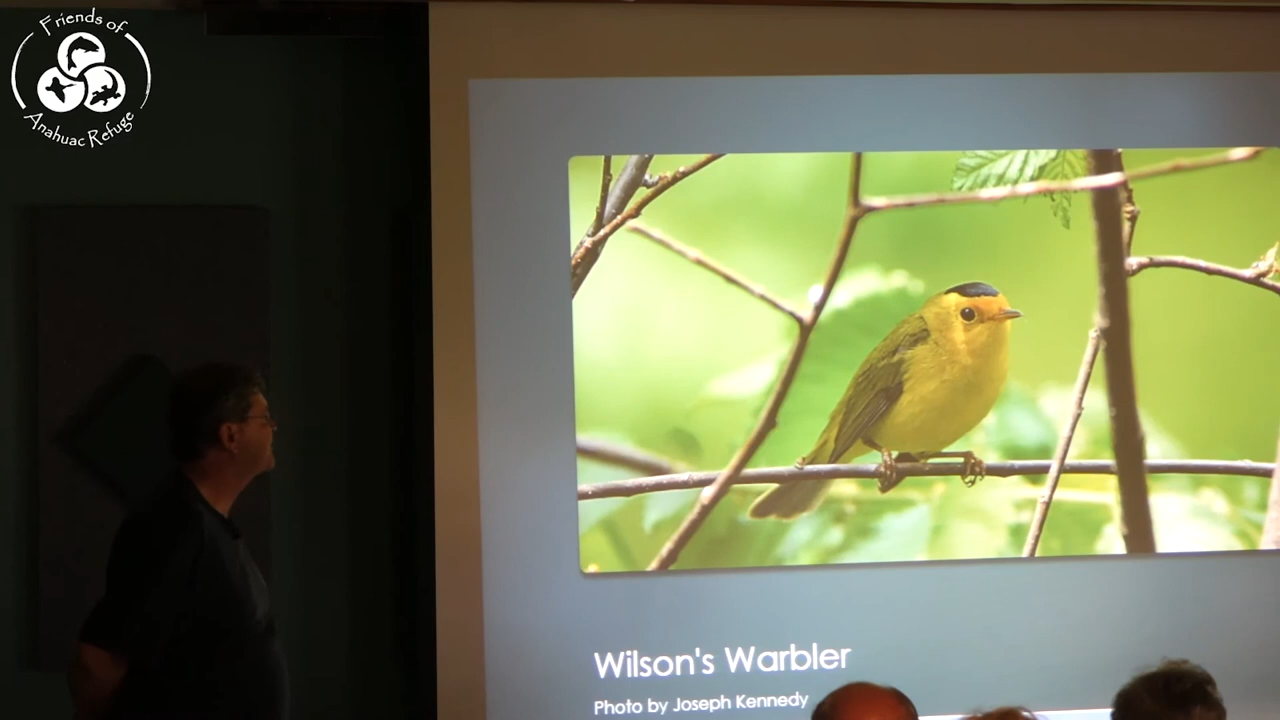 Friends of
Anahuac Refuge
Wilson's Warbler
Photo by Joseph Kennedy